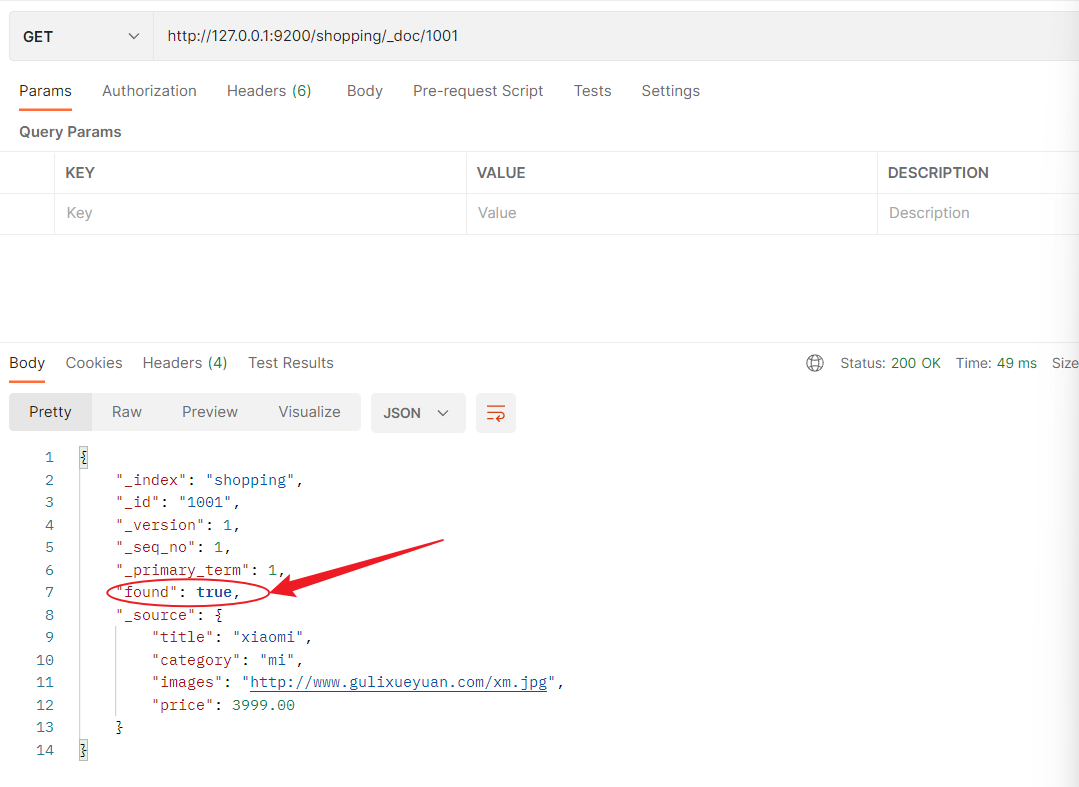 GET http://127.0.0.1:9200/shopping/_doc/1001
Params Authorization Headers (6) Body Pre-request Script Tests Settings
Query Params
KEY VALUE DESCRIPTION
Key Value Description
Body Cookies Headers (4) Test Results Status: 200 OK Time: 49 ms Size
Pretty Raw Preview Visualize JSON
1 {
2 "_index": "shopping",
3 "_id": "1001",
4 "_version": 1,
5 "_seq_no": 1,
6 "_primary_term": 1,
7 "found": true,
8 "_source": {
9 "title": "xiaomi",
10 "category": "mi",
11 "images": "http://www.gulixueyuan.com/xm.jpg",
12 "price": 3999.00
13 }
14 }